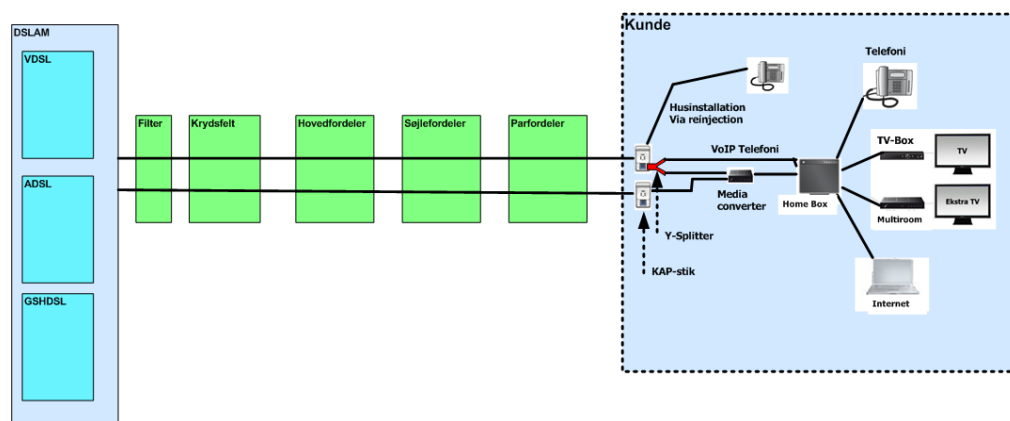 DSLAM
VDSL
ADSL
GSHDSL
Filter
Krydsfelt
Hovedfordeler
Søjlefordeler
Parfordeler
Kunde
Telefoni
Husinstallation
Via reinjection
VoIP Telefoni
Media
converter
Home Box
TV-Box
TV
Multiroom
Ekstra TV
Y-Splitter
KAP-stik
Internet